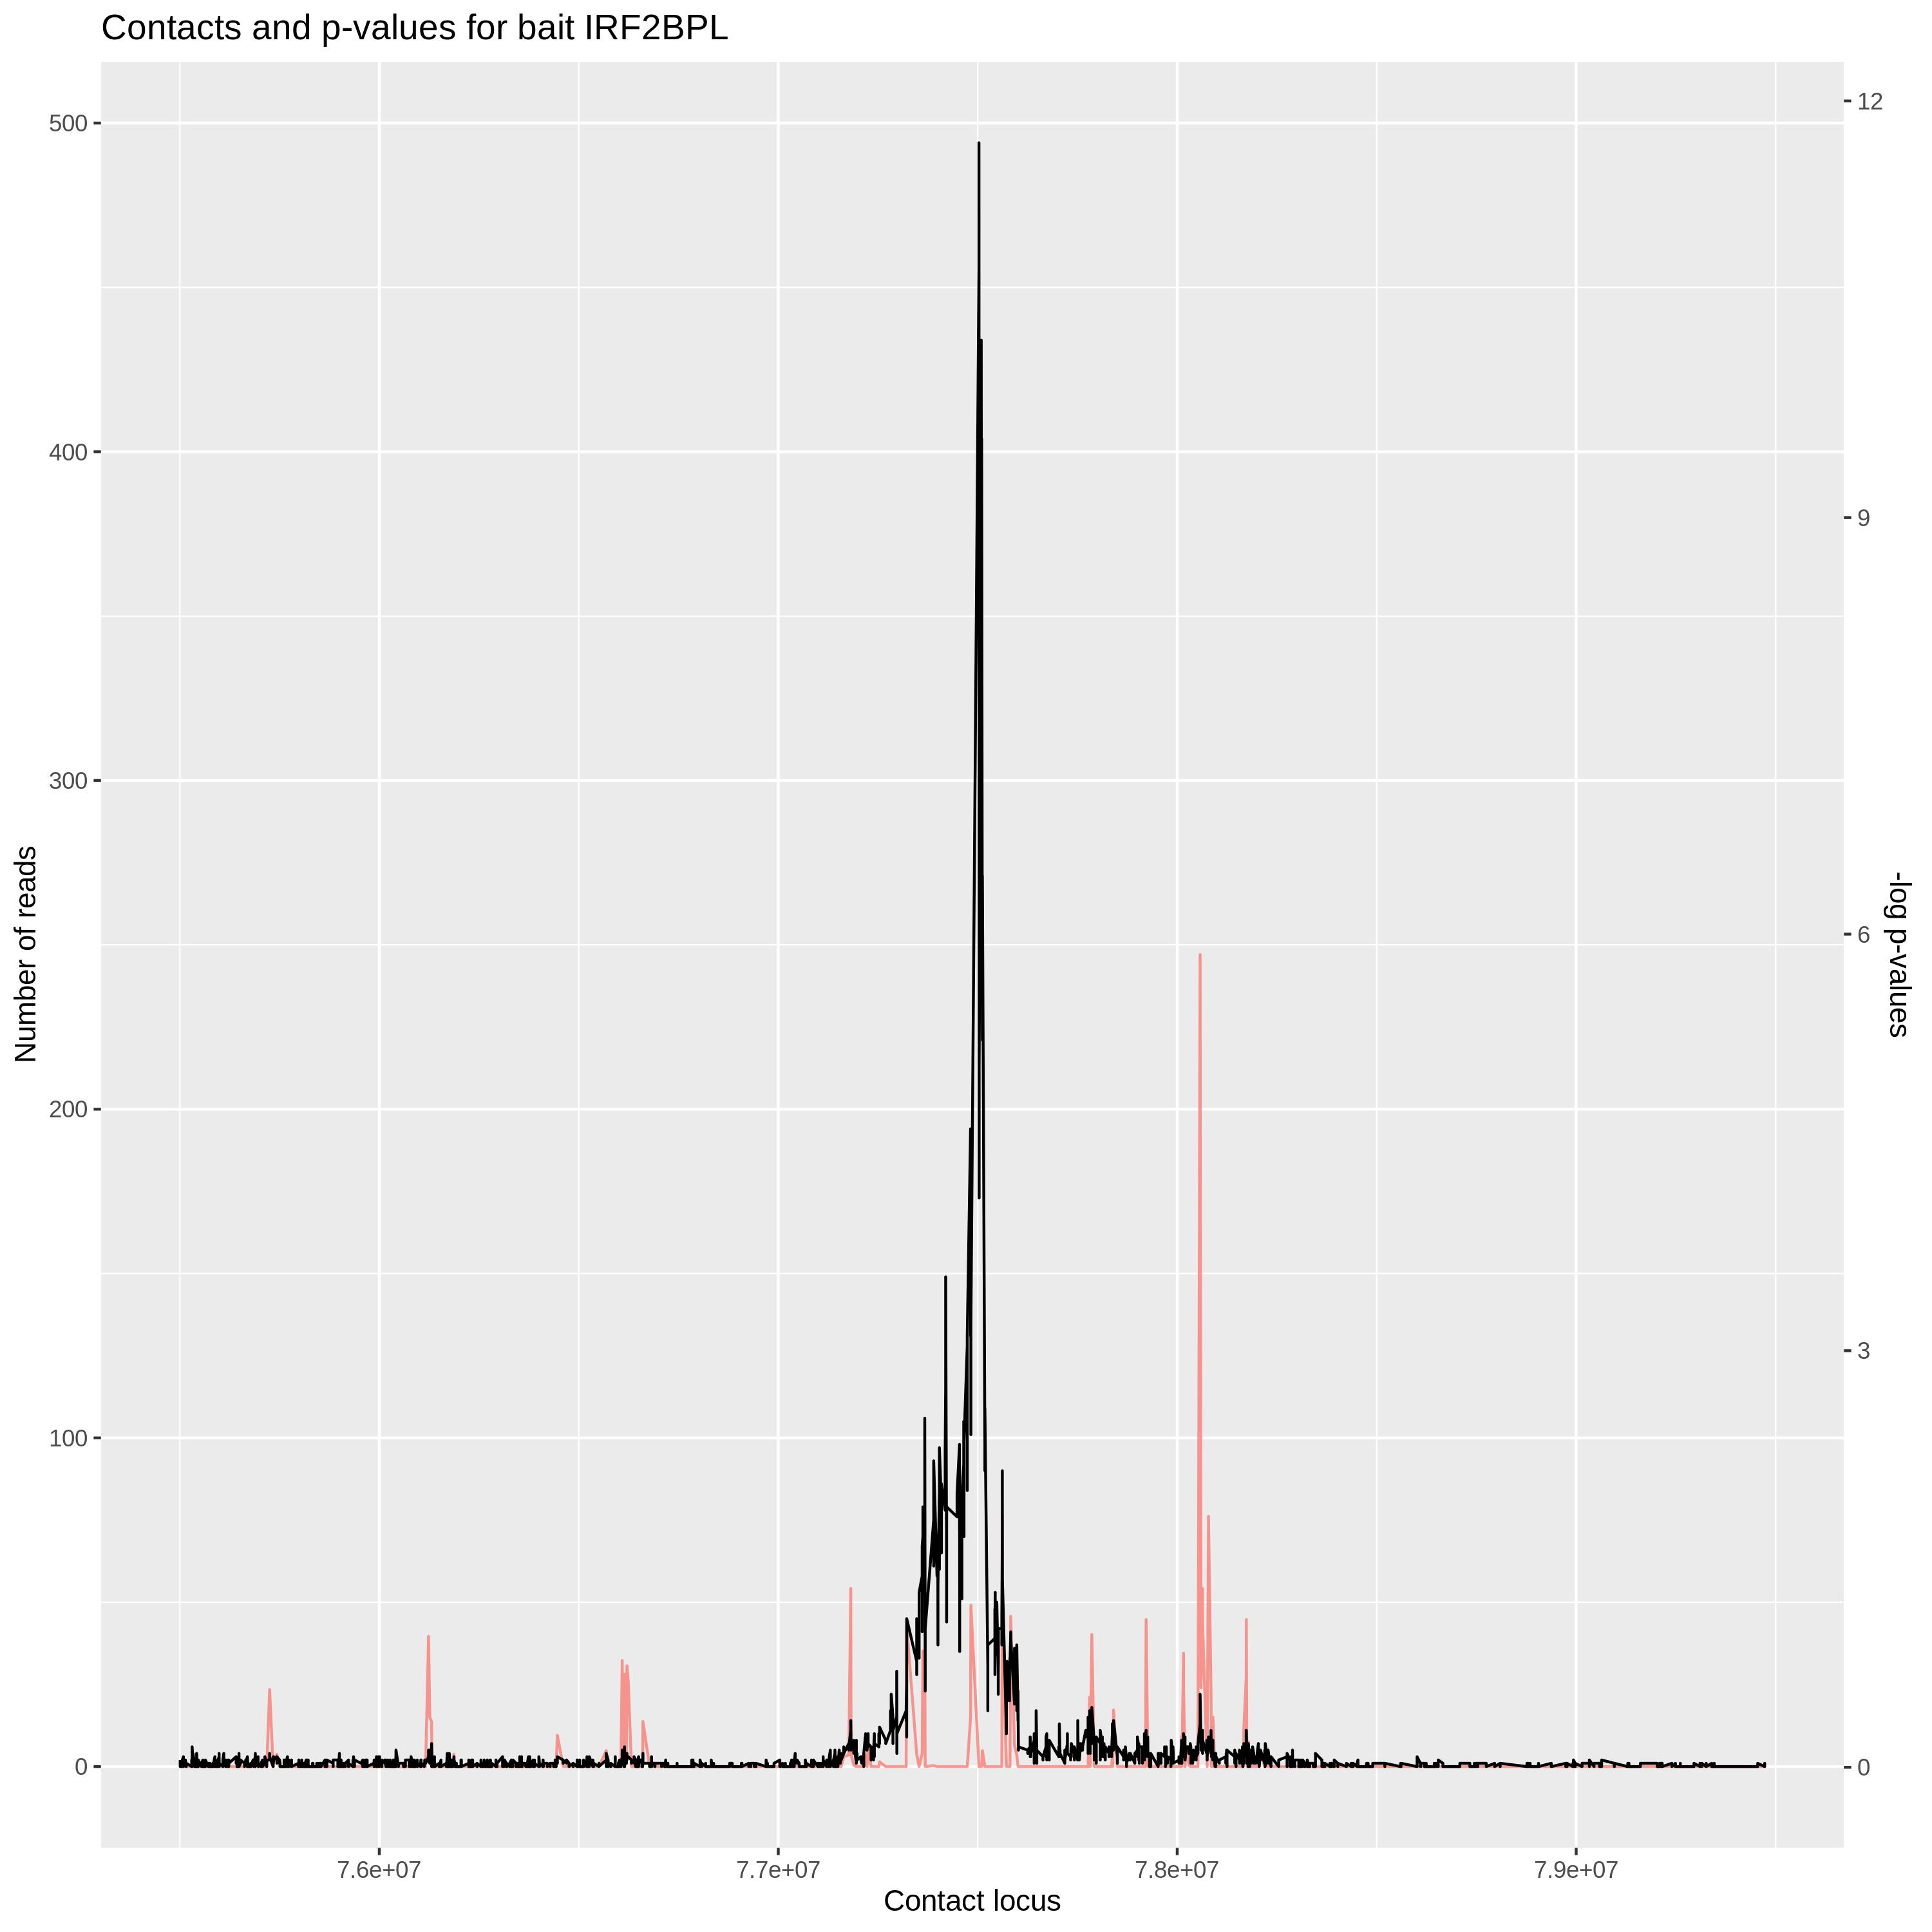 Contacts and p-values for bait IRF2BPL
500
400
300
200
100
0
Number of reads
12
9
6
3
0
-log p-values
7.6e+07
7.7e+07
7.8e+07
7.9e+07
Contact locus